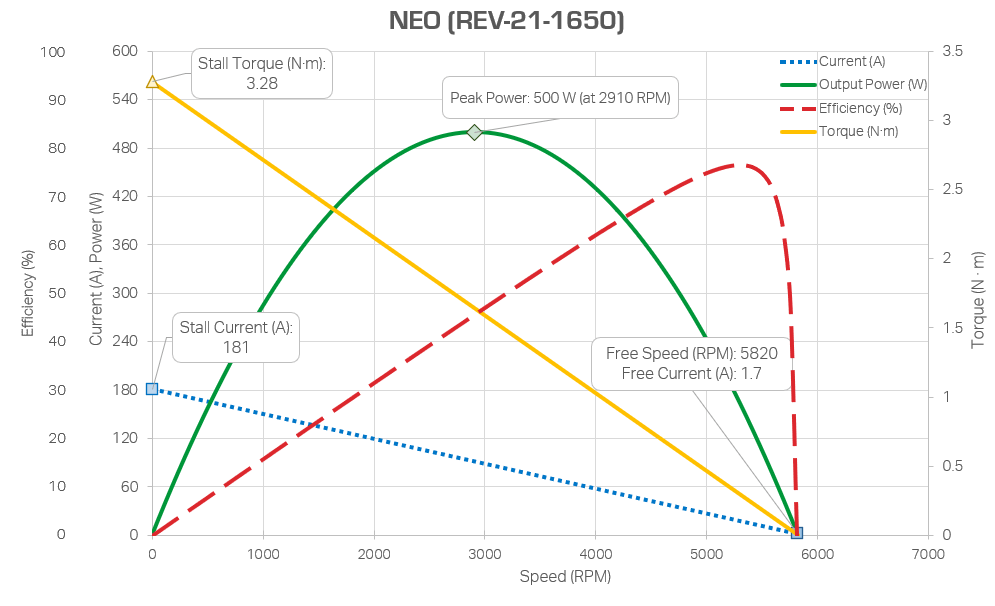 NEO (REV-21-1650)
100
90
80
70
60
50
40
30
20
10
0
Efficiency (%)
600
540
480
420
360
300
240
180
120
60
0
Current (A), Power (W)
Stall Torque (N·m):
3.28
Peak Power: 500 W (at 2910 RPM)
Current (A)
Output Power (W)
Efficiency (%)
Torque (N·m)
Stall Current (A):
181
Free Speed (RPM): 5820
Free Current (A): 1.7
3.5
3
2.5
2
1.5
1
0.5
0
Torque (N · m)
0
1000
2000
3000
4000
5000
6000
7000
Speed (RPM)